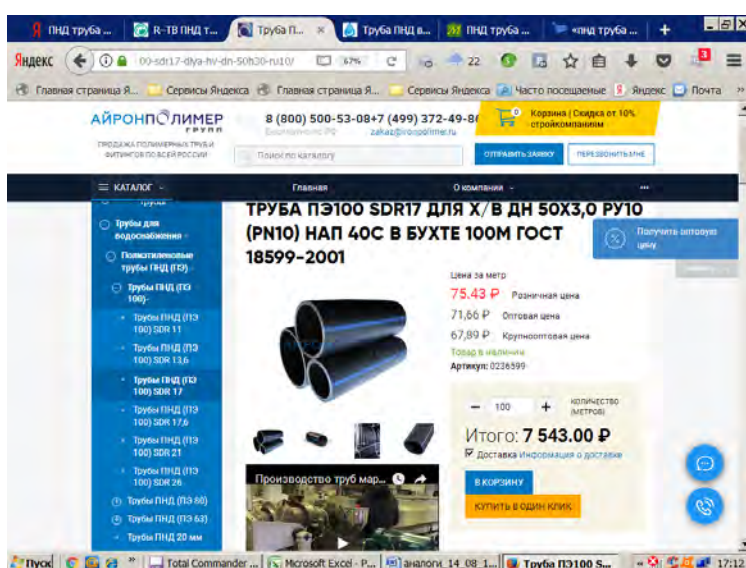 ПНД труба ...
R-ТВ ПНД т...
Труба П...
Труба ПНД в...
ПНД труба ...
«пнд труба ...
Яндекс
00-sdr17-dlya-hv-dn-50h30-ru10/
67%
22
3
Главная страница Я...
Сервисы Яндекса
Главная страница Я...
Сервисы Яндекса
Часто посещаемые
Яндекс
Почта
АЙРОНПОЛИМЕР
ГРУПП
ПРОДАЖА ПОЛИМЕРНЫХ ТРУБ И
ФИТИНГОВ ПО ВСЕЙ РОССИИ
8 (800) 500-53-08
+7 (499) 372-49-8
zakaz@ironpolimer.ru
0
Корзина | Скидка от 10%
стройкомпаниям
Поиск по каталогу
ОТПРАВИТЬ ЗАЯВКУ
ПЕРЕЗВОНИТЬ МНЕ
КАТАЛОГ
Главная
О компании
...
Трубы для
водоснабжения
Полиэтиленовые
трубы ПНД (ПЭ)
Трубы ПНД (ПЭ
100)
Трубы ПНД (ПЭ
100) SDR 11
Трубы ПНД (ПЭ
100) SDR 13,6
Трубы ПНД (ПЭ
100) SDR 17
Трубы ПНД (ПЭ
100) SDR 17,6
Трубы ПНД (ПЭ
100) SDR 21
Трубы ПНД (ПЭ
100) SDR 26
Трубы ПНД (ПЭ 80)
Трубы ПНД (ПЭ 63)
Трубы ПНД 20 мм
ТРУБА ПЭ100 SDR17 ДЛЯ Х/В ДН 50Х3,0 РУ10
(PN10) НАП 40С В БУХТЕ 100М ГОСТ
18599-2001
Получить оптовую
цену
Цена за метр
75.43 ₽ Розничная цена
71,66 ₽ Оптовая цена
67,89 ₽ Крупнооптовая цена
Товар в наличии
Артикул: 0236599
— 100 +
КОЛИЧЕСТВО
(МЕТРОВ)
Итого: 7 543.00 ₽
Доставка Информация о доставке
В КОРЗИНУ
КУПИТЬ В ОДИН КЛИК
Производство труб мар...
Пуск
Total Commander ...
Microsoft Excel - P...
аналоги_14_08_1...
Труба ПЭ100 S...
17:12